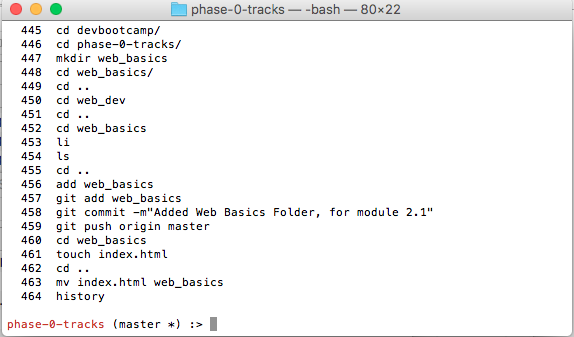 phase-0-tracks — -bash — 80×22
445 cd devbootcamp/
446 cd phase-0-tracks/
447 mkdir web_basics
448 cd web_basics/
449 cd ..
450 cd web_dev
451 cd ..
452 cd web_basics
453 li
454 ls
455 cd ..
456 add web_basics
457 git add web_basics
458 git commit -m"Added Web Basics Folder, for module 2.1"
459 git push origin master
460 cd web_basics
461 touch index.html
462 cd ..
463 mv index.html web_basics
464 history
phase-0-tracks (master *) :>